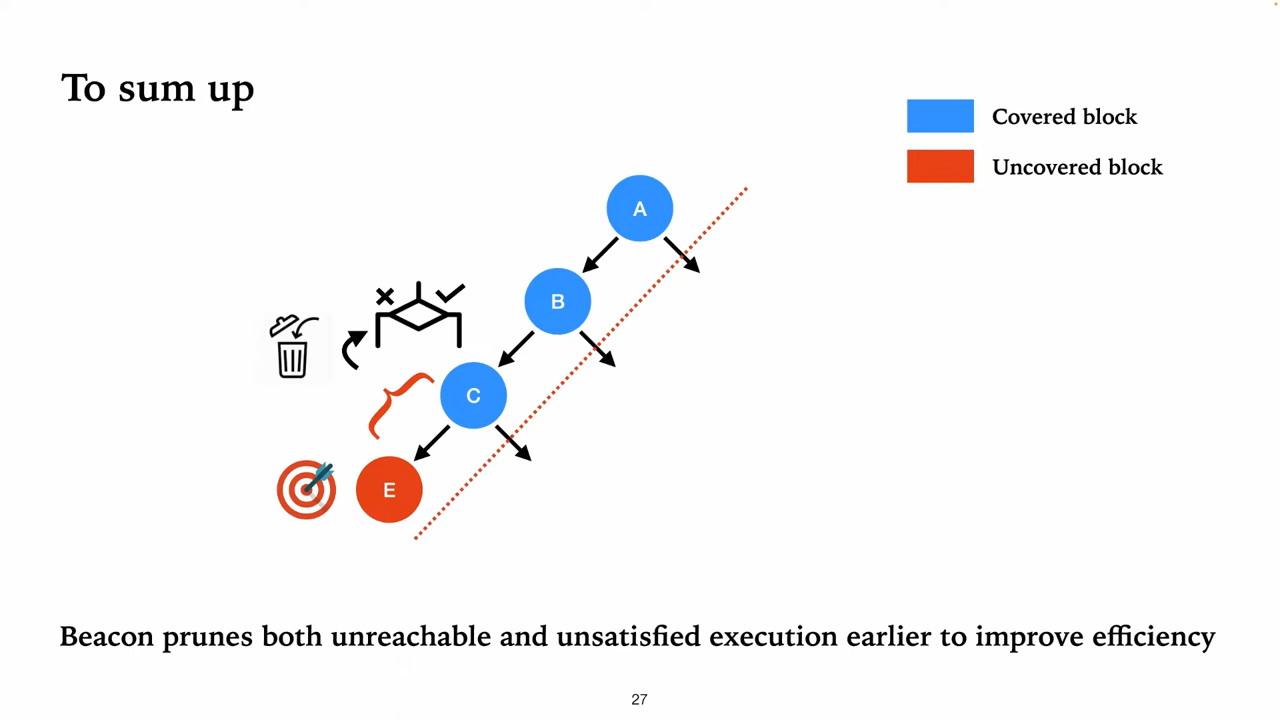 To sum up
Covered block
Uncovered block
A
B
C
E
Beacon prunes both unreachable and unsatisfied execution earlier to improve efficiency
27